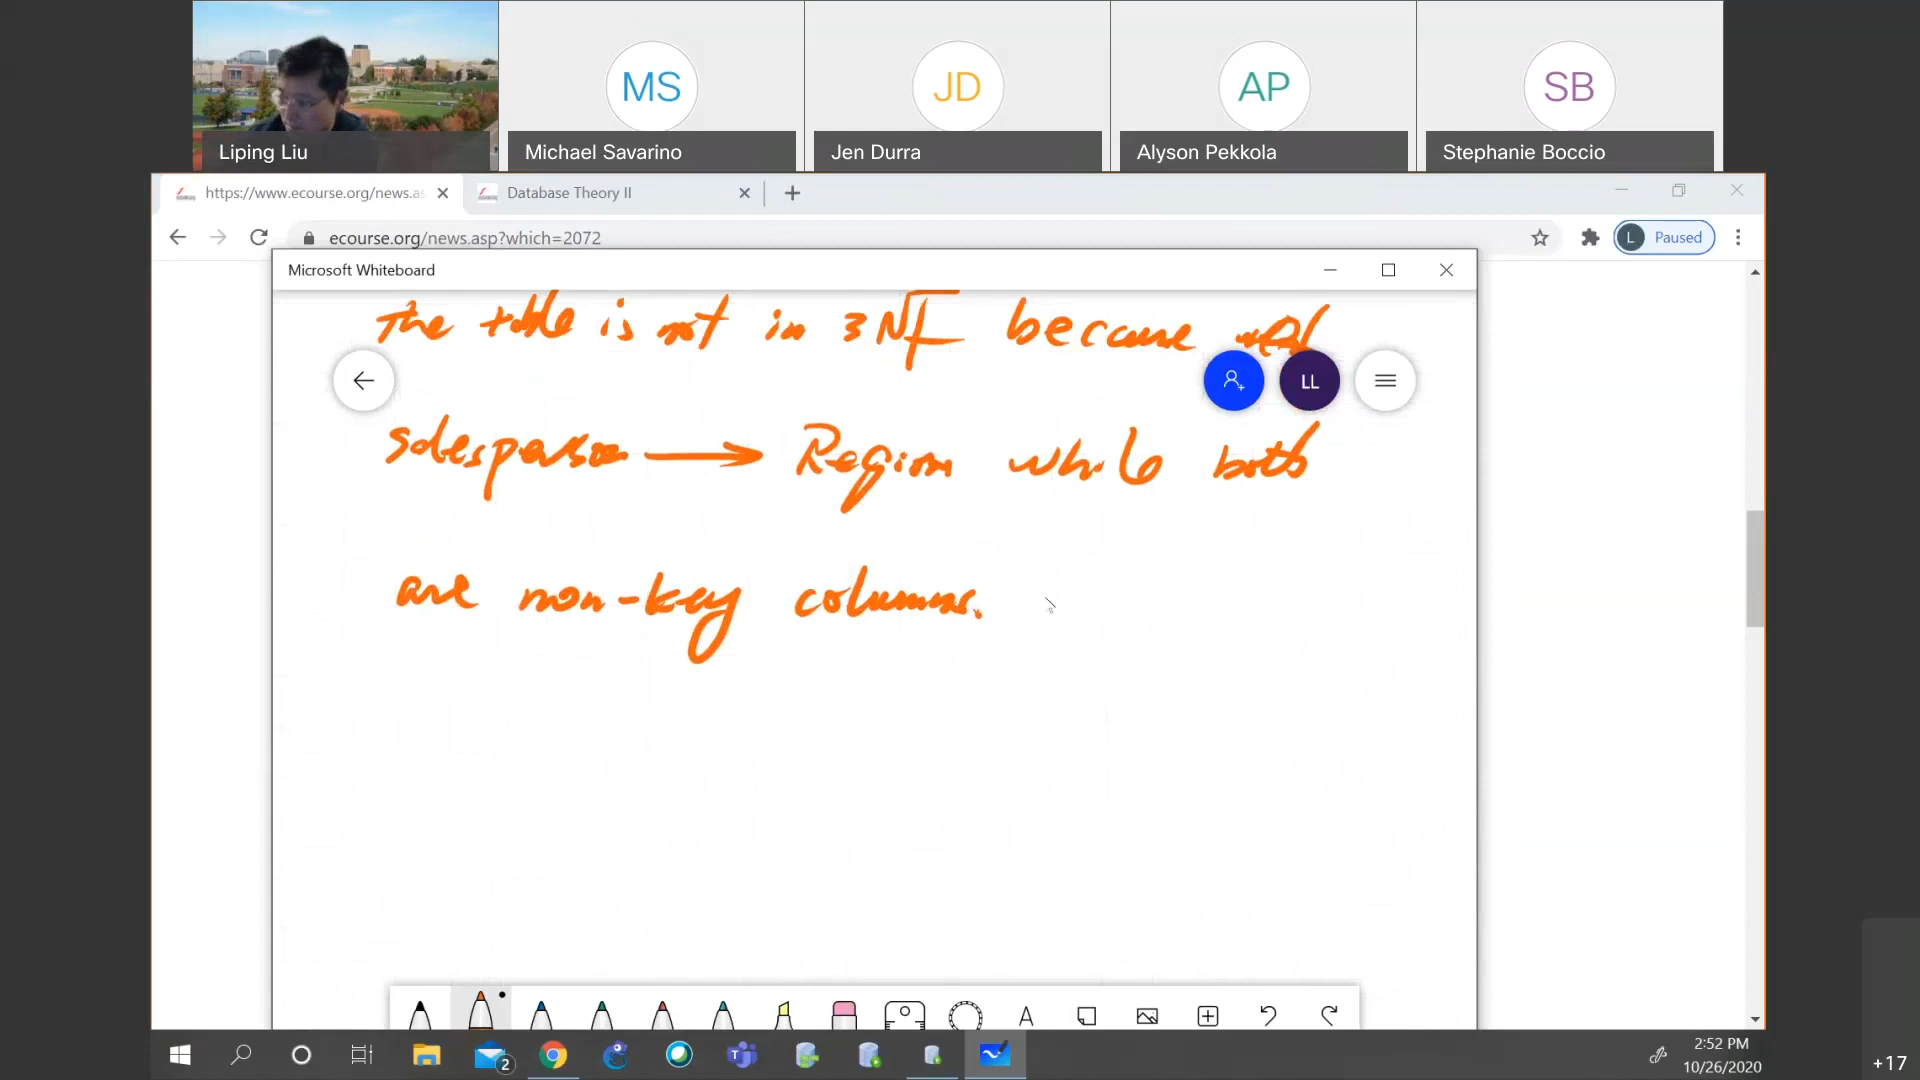 MS
JD
AP
SB
Liping Liu
Michael Savarino
Jen Durra
Alyson Pekkola
Stephanie Boccio
https://www.ecourse.org/news.as
Database Theory II
ecourse.org/news.asp?which=2072
L Paused
Microsoft Whiteboard
The table is not in 3NF because
LL
salesperson → Region while both
are non-key columns.
A
2
2:52 PM
10/26/2020
+17